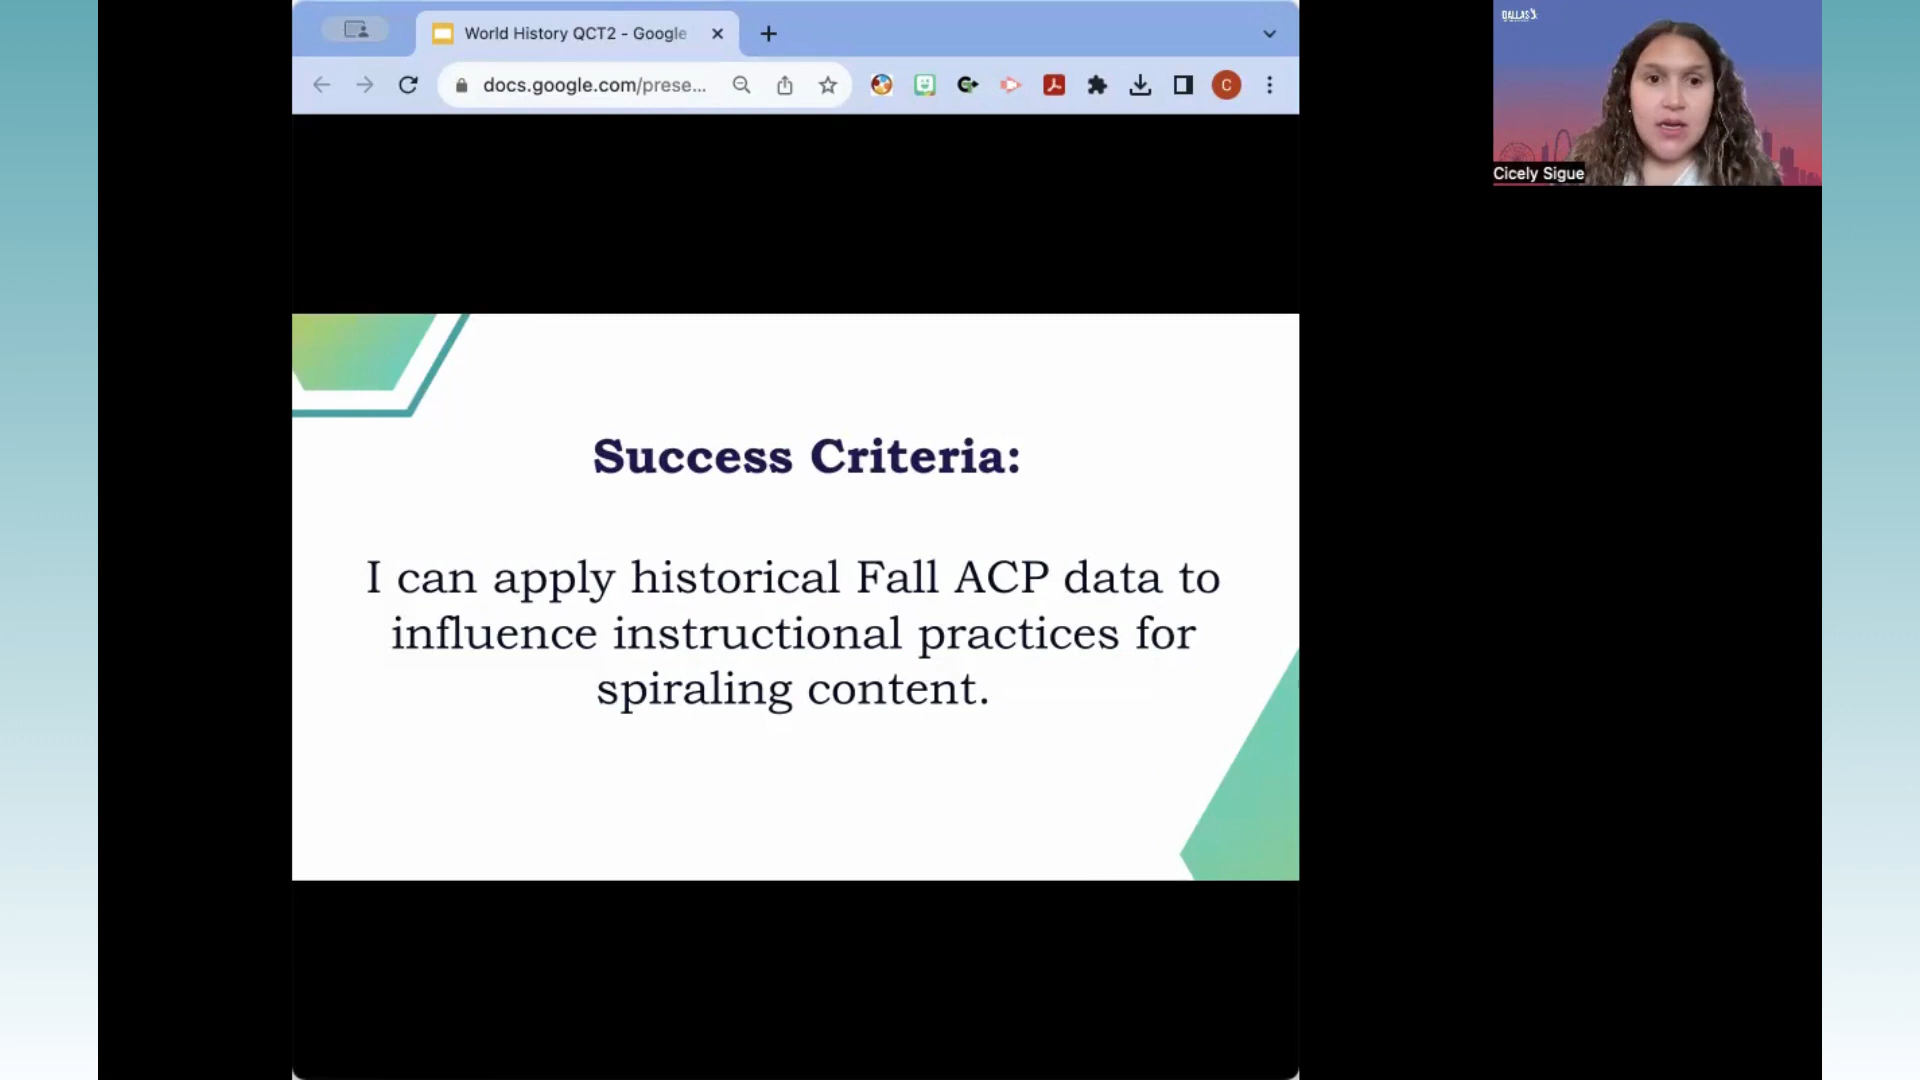 World History QCT2 - Google
docs.google.com/prese...
C
DALLAS
Cicely Sigue
Success Criteria:
I can apply historical Fall ACP data to
influence instructional practices for
spiraling content.